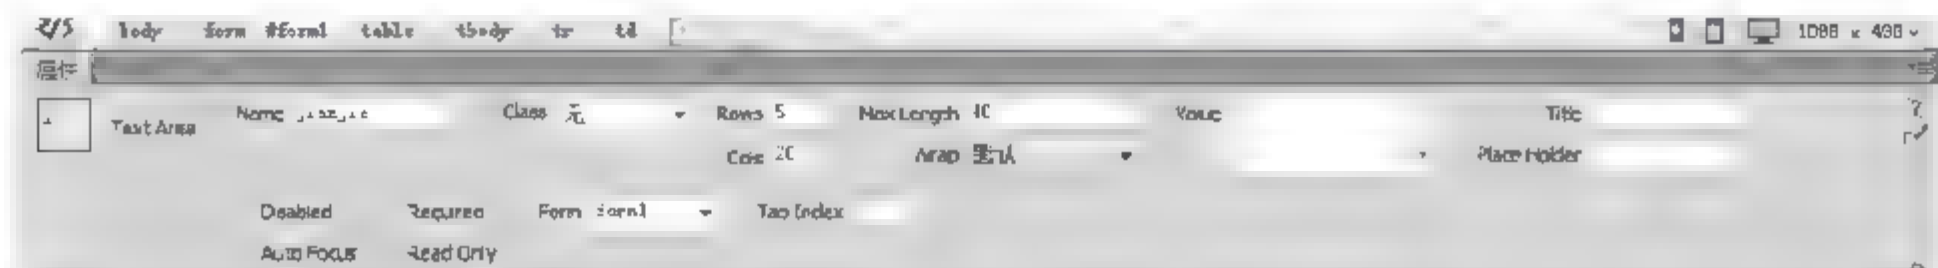 body form #form1 table tbody tr td 1088 x 498
属性
Text Area Name Class 无 Rows 5 Max Length 40 Value Title ?
Cols 20 Wrap 默认 Place Holder
Disabled Required Form form1 Tab Index
Auto Focus Read Only